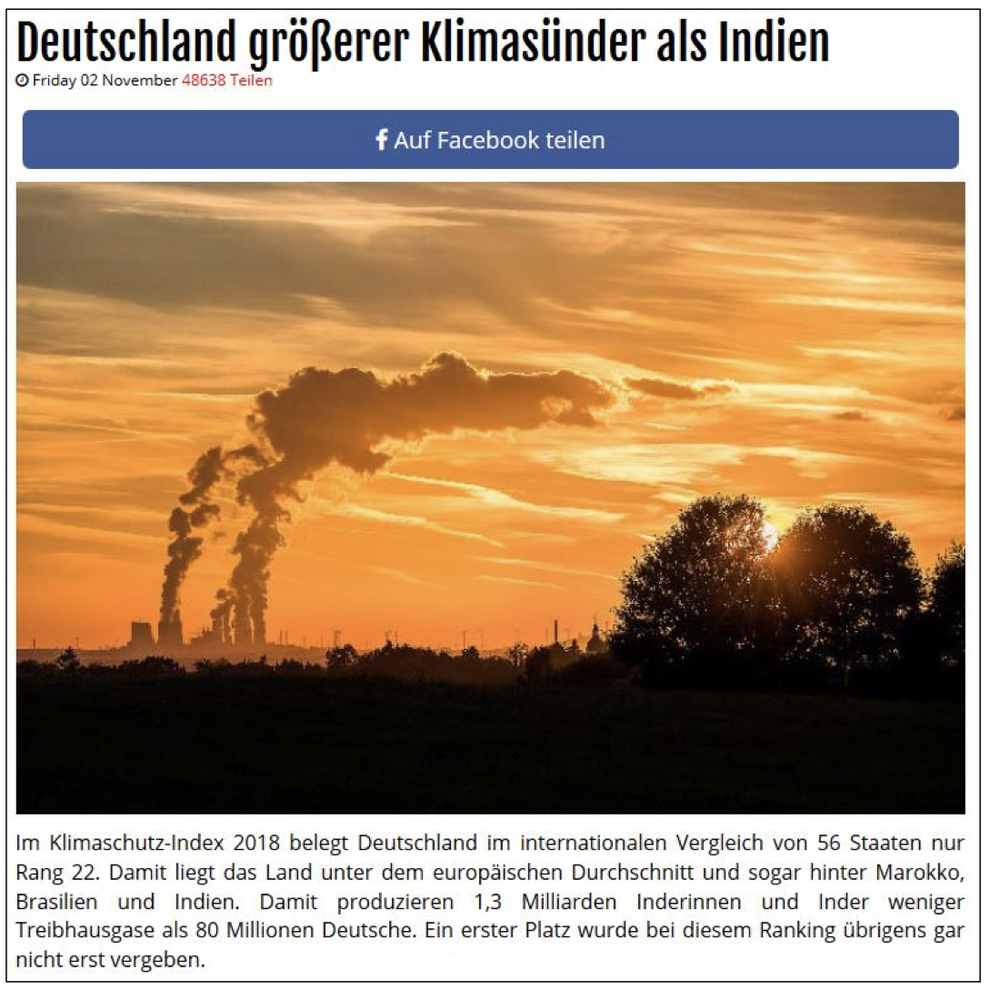 Deutschland größerer Klimasünder als Indien
Friday 02 November 48638 Teilen
Auf Facebook teilen
Im Klimaschutz-Index 2018 belegt Deutschland im internationalen Vergleich von 56 Staaten nur
Rang 22. Damit liegt das Land unter dem europäischen Durchschnitt und sogar hinter Marokko,
Brasilien und Indien. Damit produzieren 1,3 Milliarden Inderinnen und Inder weniger
Treibhausgase als 80 Millionen Deutsche. Ein erster Platz wurde bei diesem Ranking übrigens gar
nicht erst vergeben.